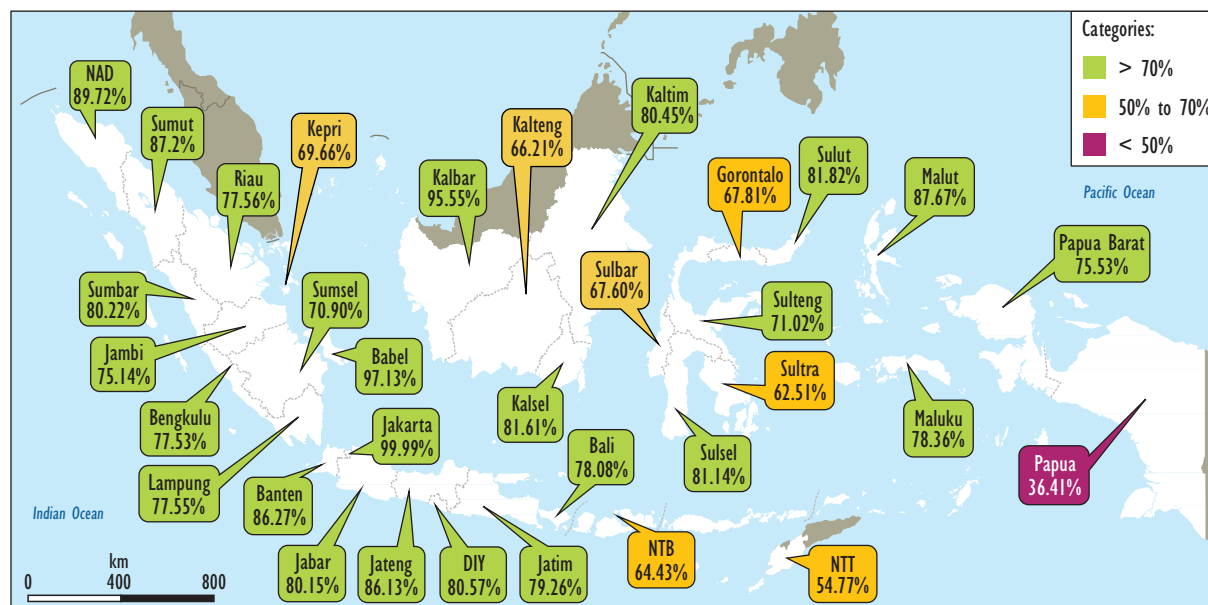 Categories:
> 70%
50% to 70%
< 50%
NAD
89.72%
Sumut
87.2%
Riau
77.56%
Kepri
69.66%
Kalbar
95.55%
Kalteng
66.21%
Kaltim
80.45%
Gorontalo
67.81%
Sulut
81.82%
Malut
87.67%
Pacific Ocean
Papua Barat
75.53%
Sumbar
80.22%
Sumsel
70.90%
Sulbar
67.60%
Sulteng
71.02%
Jambi
75.14%
Babel
97.13%
Kalsel
81.61%
Sultra
62.51%
Maluku
78.36%
Bengkulu
77.53%
Jakarta
99.99%
Bali
78.08%
Sulsel
81.14%
Papua
36.41%
Lampung
77.55%
Banten
86.27%
Indian Ocean
Jabar
80.15%
Jateng
86.13%
DIY
80.57%
Jatim
79.26%
NTB
64.43%
NTT
54.77%
km
0 400 800